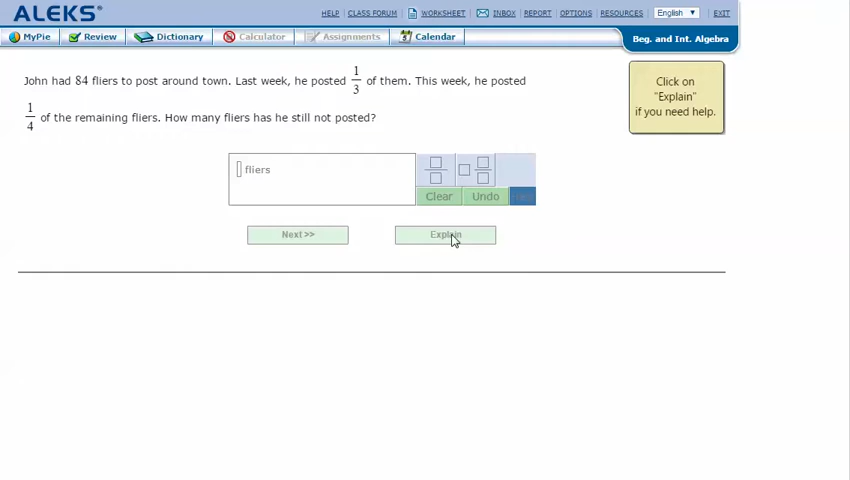 ALEKS®
HELP CLASS FORUM WORKSHEET INBOX REPORT OPTIONS RESOURCES English EXIT
MyPie Review Dictionary Calculator Assignments Calendar Beg. and Int. Algebra
John had 84 fliers to post around town. Last week, he posted 1/3 of them. This week, he posted
1/4 of the remaining fliers. How many fliers has he still not posted?
Click on
"Explain"
if you need help.
fliers
Clear Undo
Next >> Explain